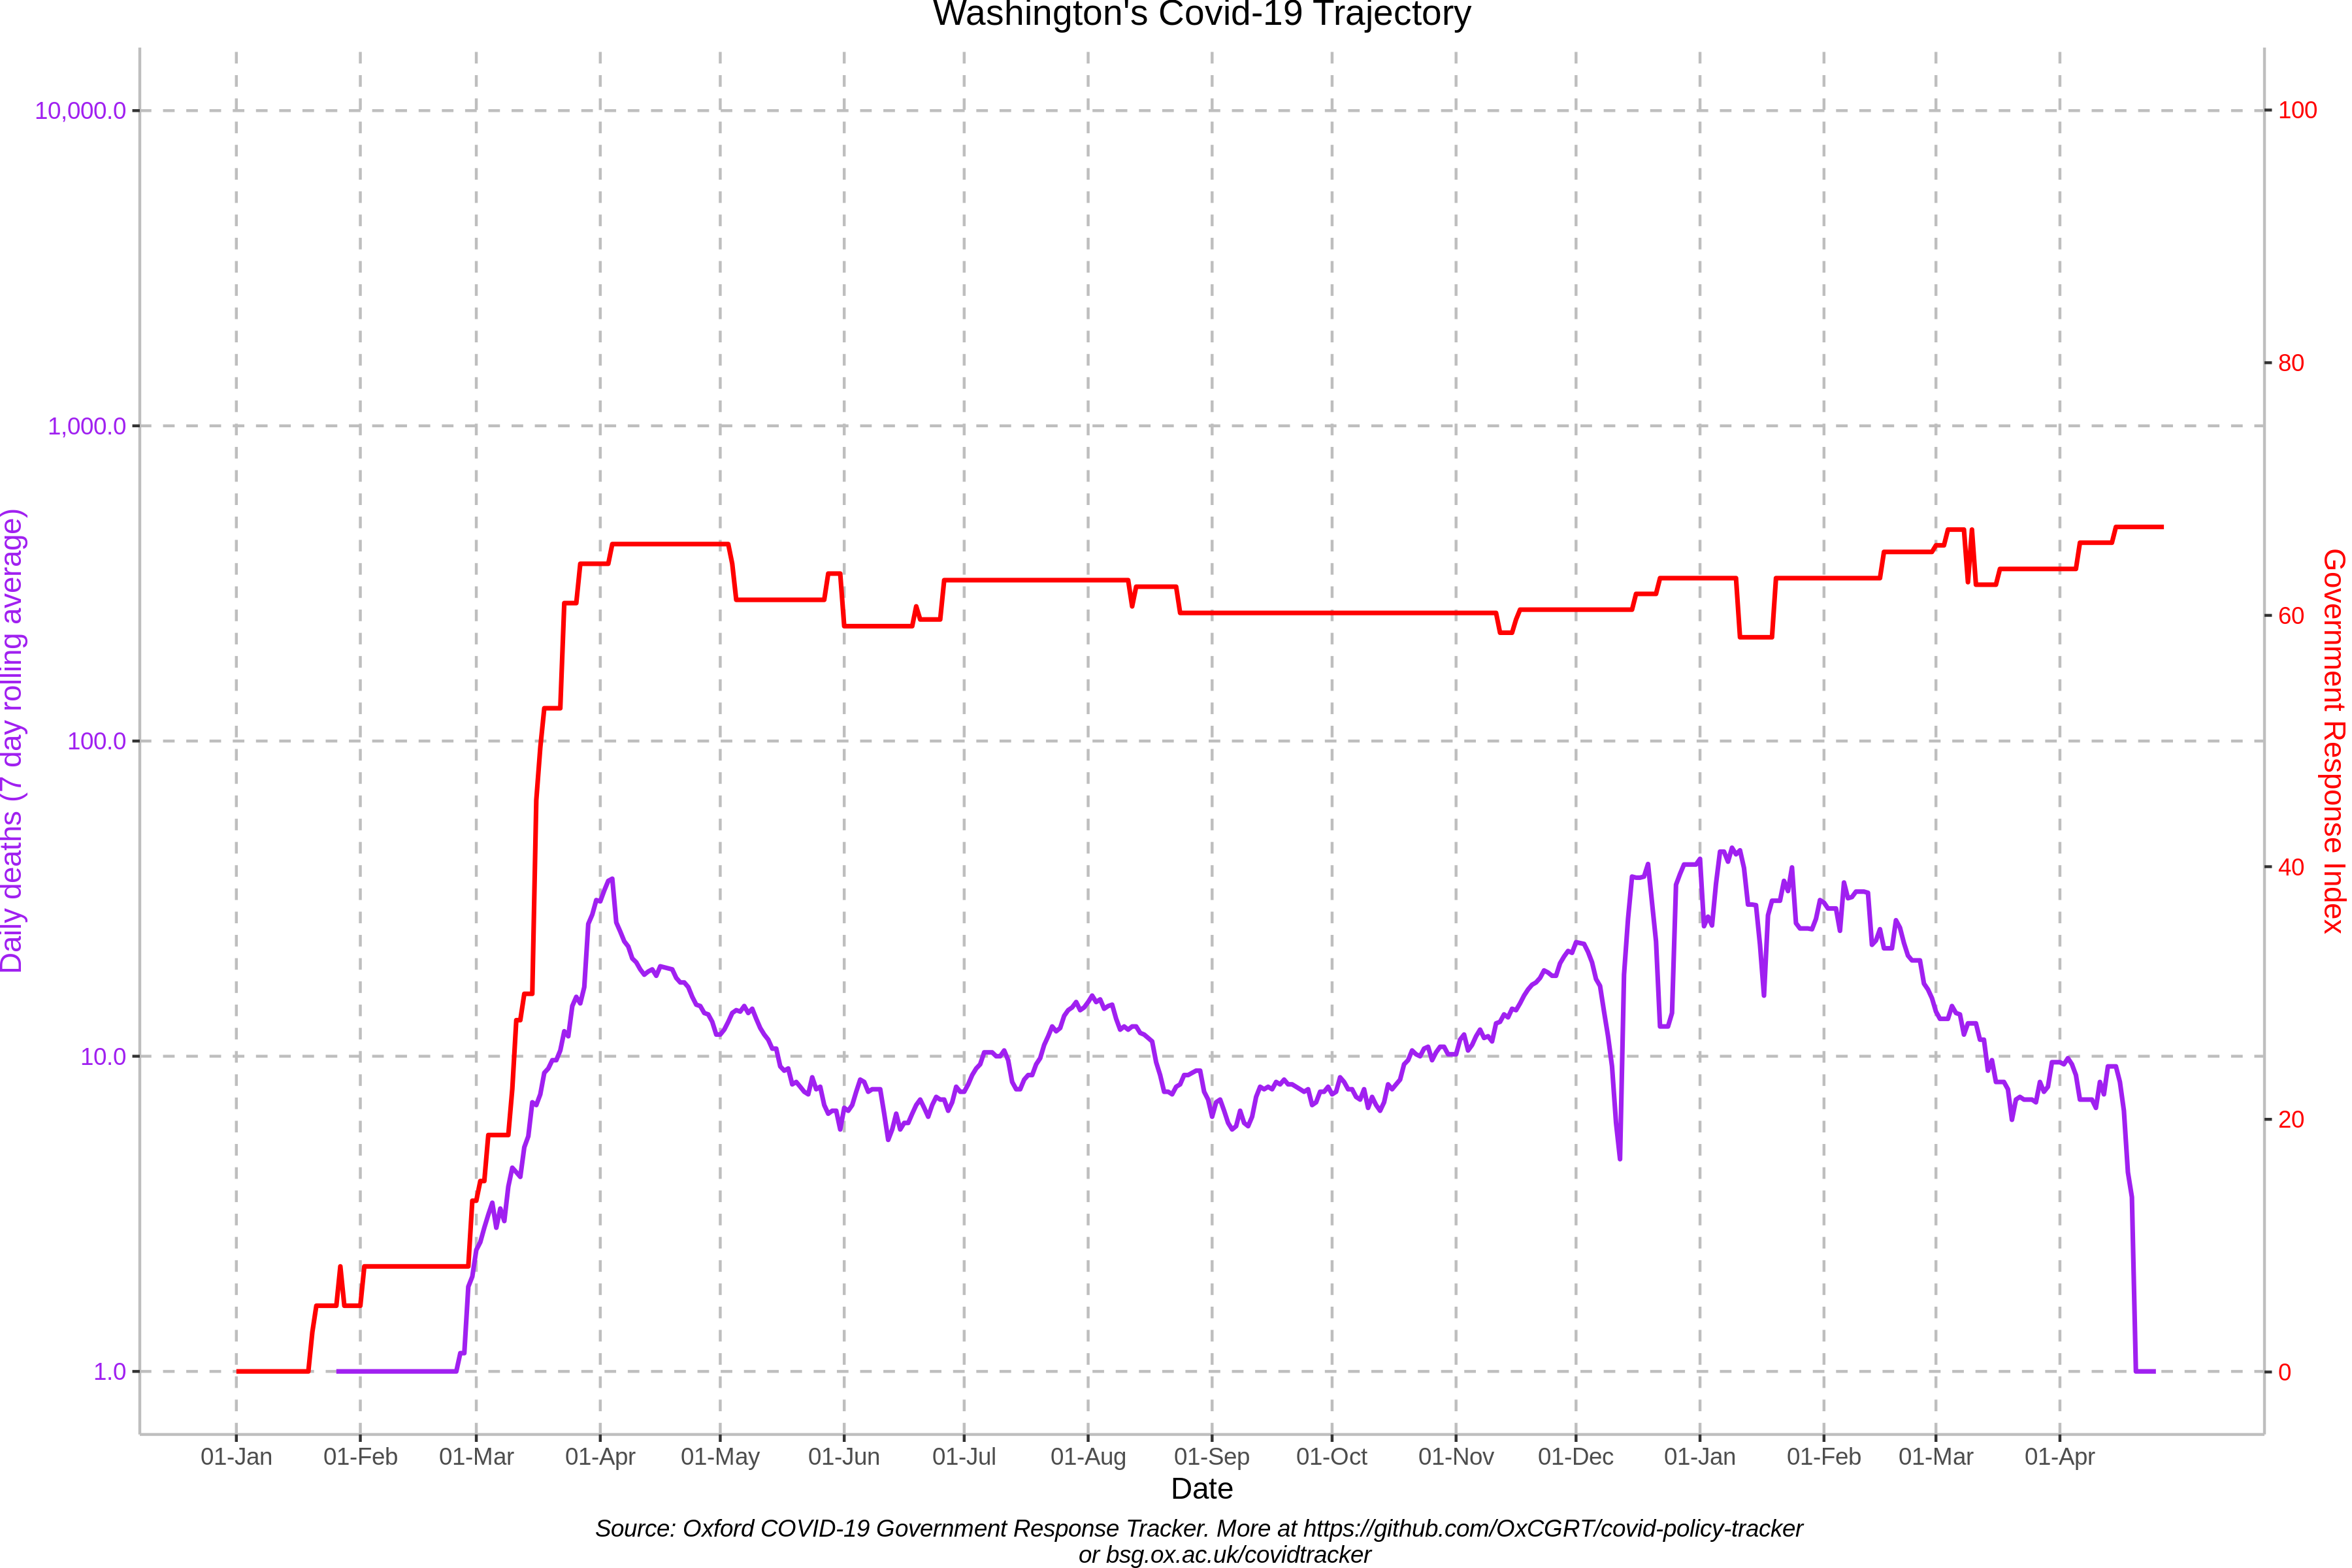 Washington's Covid-19 Trajectory
10,000.0
1,000.0
100.0
10.0
1.0
Daily deaths (7 day rolling average)
100
80
60
40
20
0
Government Response Index
01-Jan 01-Feb 01-Mar 01-Apr 01-May 01-Jun 01-Jul 01-Aug 01-Sep 01-Oct 01-Nov 01-Dec 01-Jan 01-Feb 01-Mar 01-Apr
Date
Source: Oxford COVID-19 Government Response Tracker. More at https://github.com/OxCGRT/covid-policy-tracker
or bsg.ox.ac.uk/covidtracker